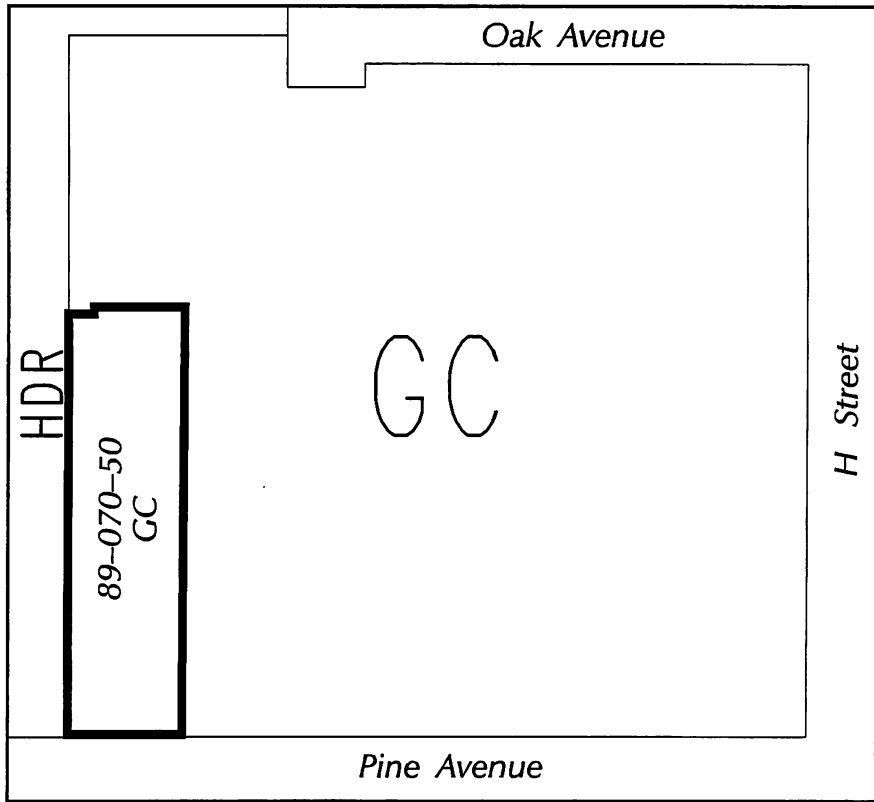 Oak Avenue
HDR
GC
H Street
89-070-50
GC
Pine Avenue